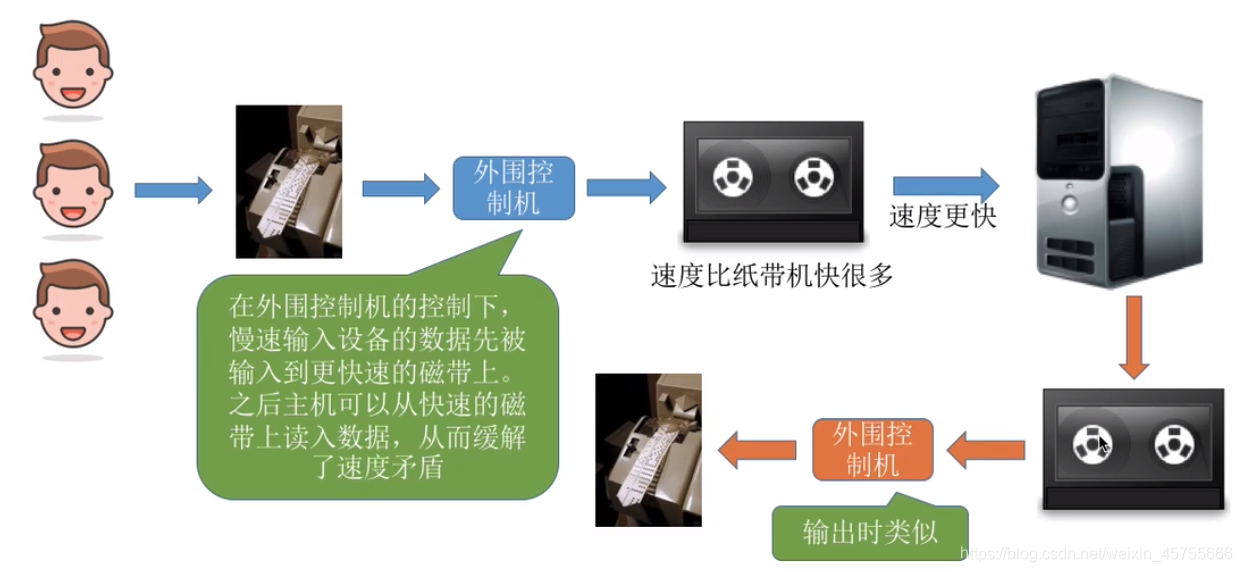 外围控
制机
速度更快
速度比纸带机快很多
在外围控制机的控制下，
慢速输入设备的数据先被
输入到更快速的磁带上。
之后主机可以从快速的磁
带上读入数据，从而缓解
了速度矛盾
外围控
制机
输出时类似
https://blog.csdn.net/weixin_45755666